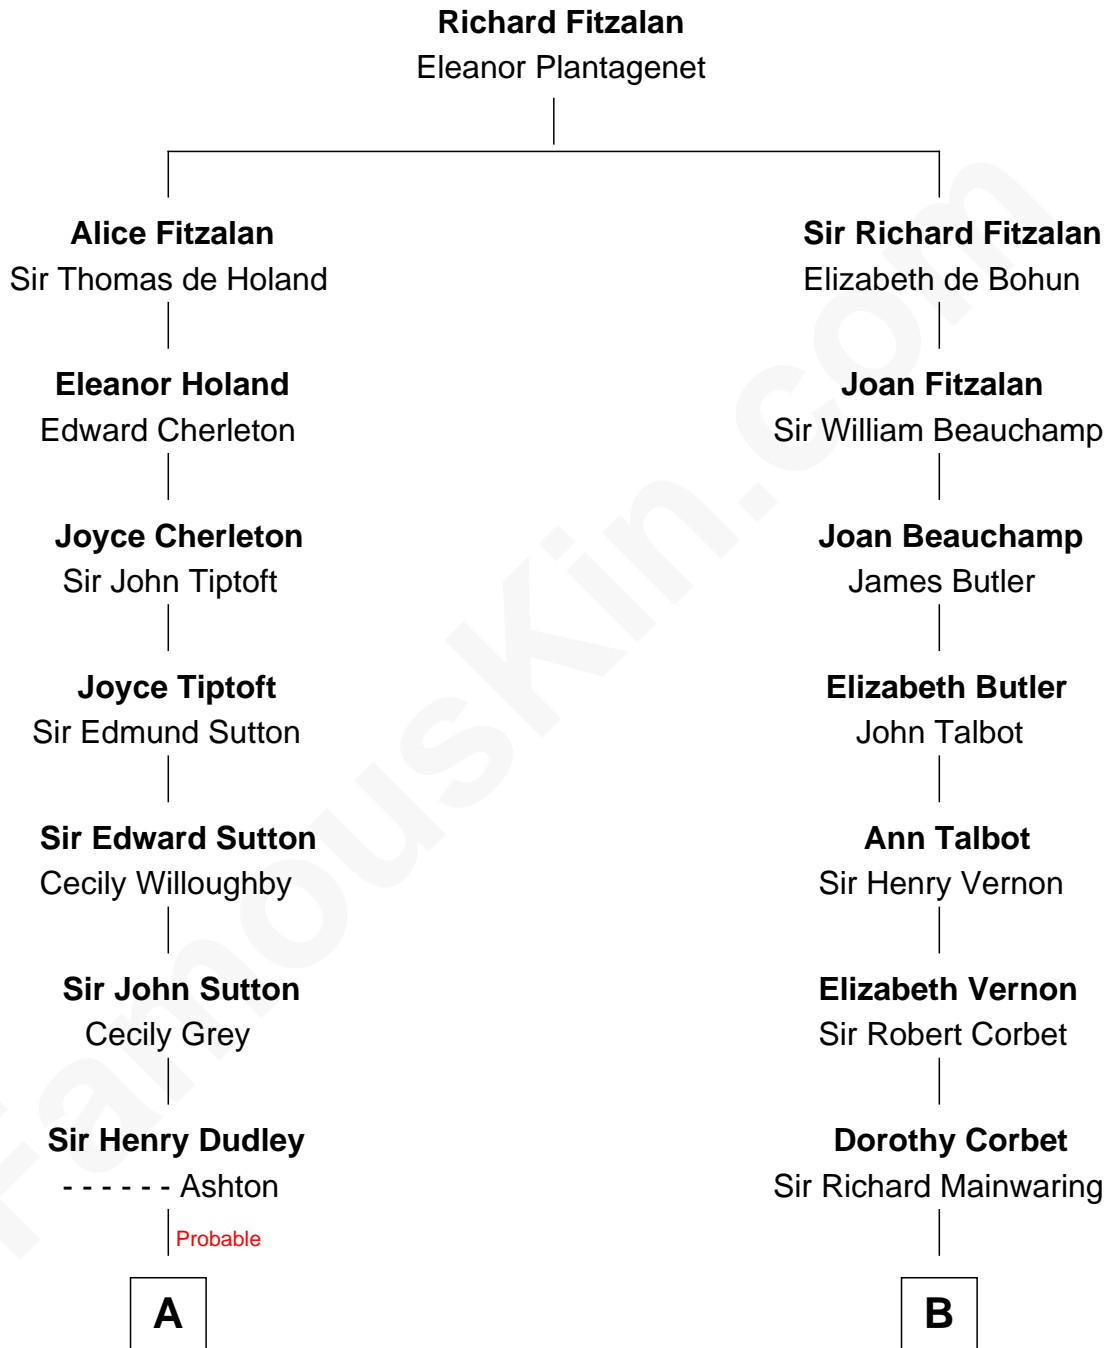 Richard Fitzalan
Eleanor Plantagenet
Alice Fitzalan
Sir Thomas de Holand
Sir Richard Fitzalan
Elizabeth de Bohun
Eleanor Holand
Edward Cherleton
Joan Fitzalan
Sir William Beauchamp
Joyce Cherleton
Sir John Tiptoft
Joan Beauchamp
James Butler
Joyce Tiptoft
Sir Edmund Sutton
Elizabeth Butler
John Talbot
Sir Edward Sutton
Cecily Willoughby
Ann Talbot
Sir Henry Vernon
Sir John Sutton
Cecily Grey
Elizabeth Vernon
Sir Robert Corbet
Sir Henry Dudley
- - - - - - Ashton
Dorothy Corbet
Sir Richard Mainwaring
Probable
A
B
FamousKin.com